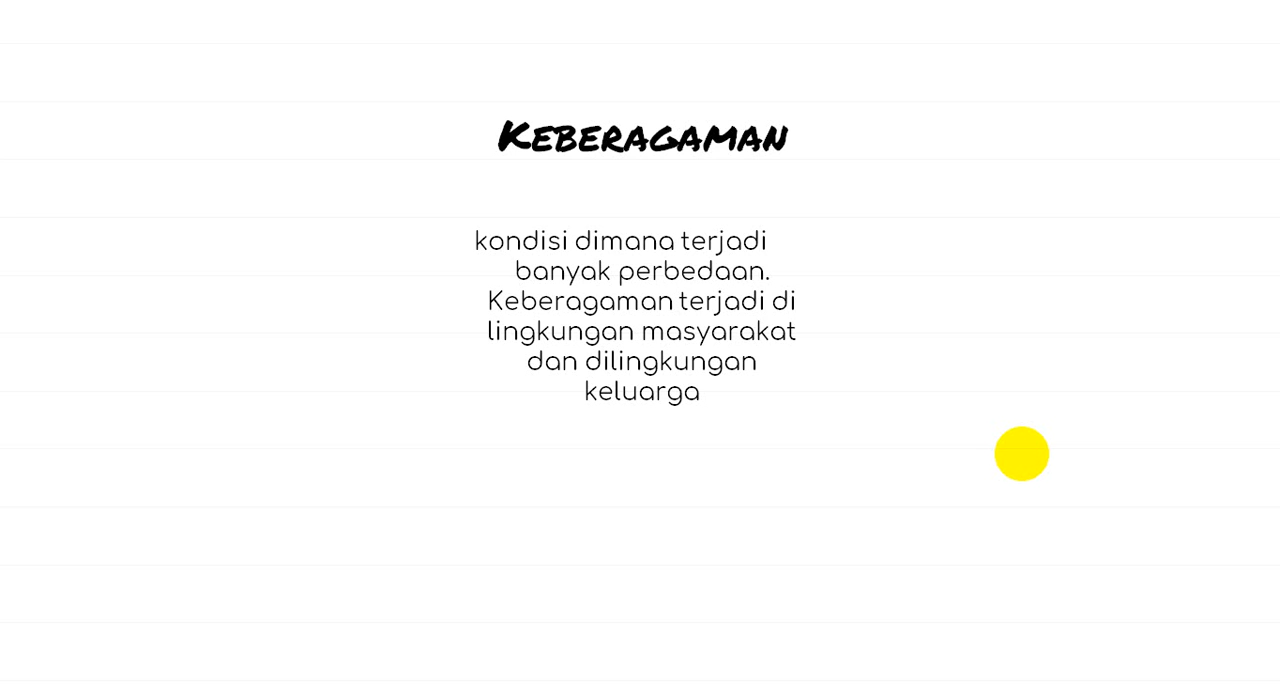 KEBERAGAMAN
kondisi dimana terjadi
banyak perbedaan.
Keberagaman terjadi di
lingkungan masyarakat
dan dilingkungan
keluarga